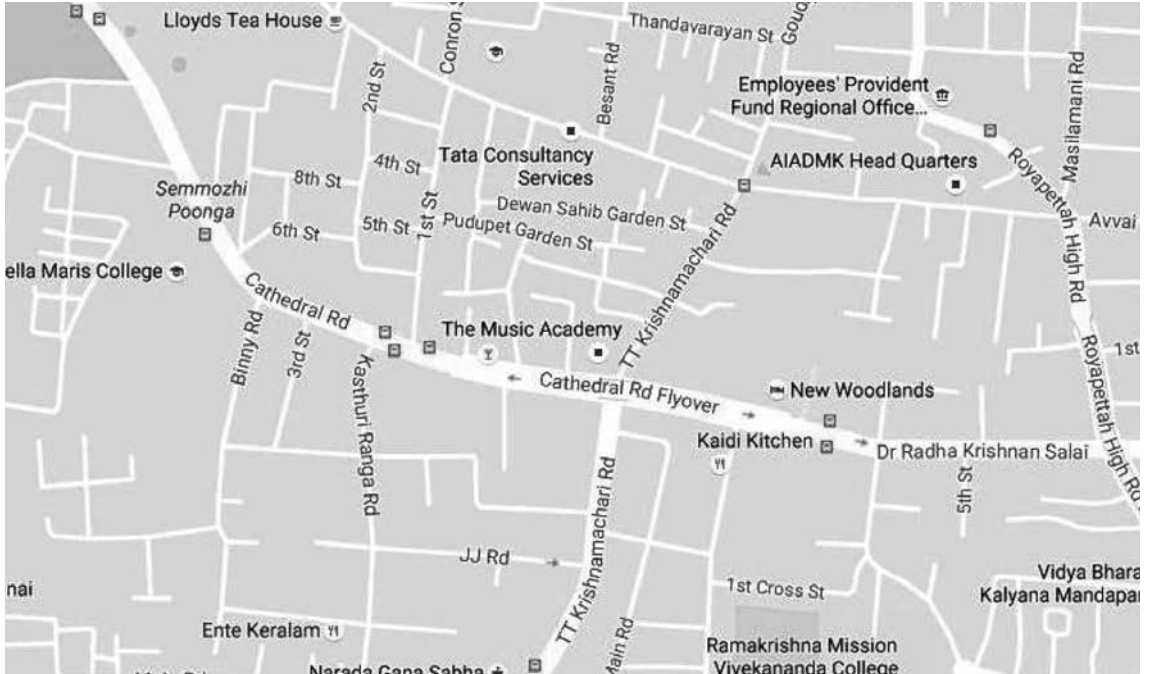 Lloyds Tea House
Thandavarayan St
Conron
2nd St
Besant Rd
Masilamani Rd
Employees' Provident
Fund Regional Office...
Tata Consultancy
Services
AIADMK Head Quarters
Royapettah High Rd
4th St
8th St
Semmozhi
Poonga
Dewan Sahib Garden St
1st St
5th St
Pudupet Garden St
6th St
Avvai
ella Maris College
Cathedral Rd
TT Krishnamachari Rd
The Music Academy
Binny Rd
3rd St
Kasthuri Ranga Rd
1st
Royapettah High Rd
Cathedral Rd Flyover
New Woodlands
Kaidi Kitchen
Dr Radha Krishnan Salai
5th St
JJ Rd
TT Krishnamachari Rd
1st Cross St
Vidya Bhara
Kalyana Mandapa
nai
Ente Keralam
Main Rd
Ramakrishna Mission
Vivekananda College
Narada Gana Sabha